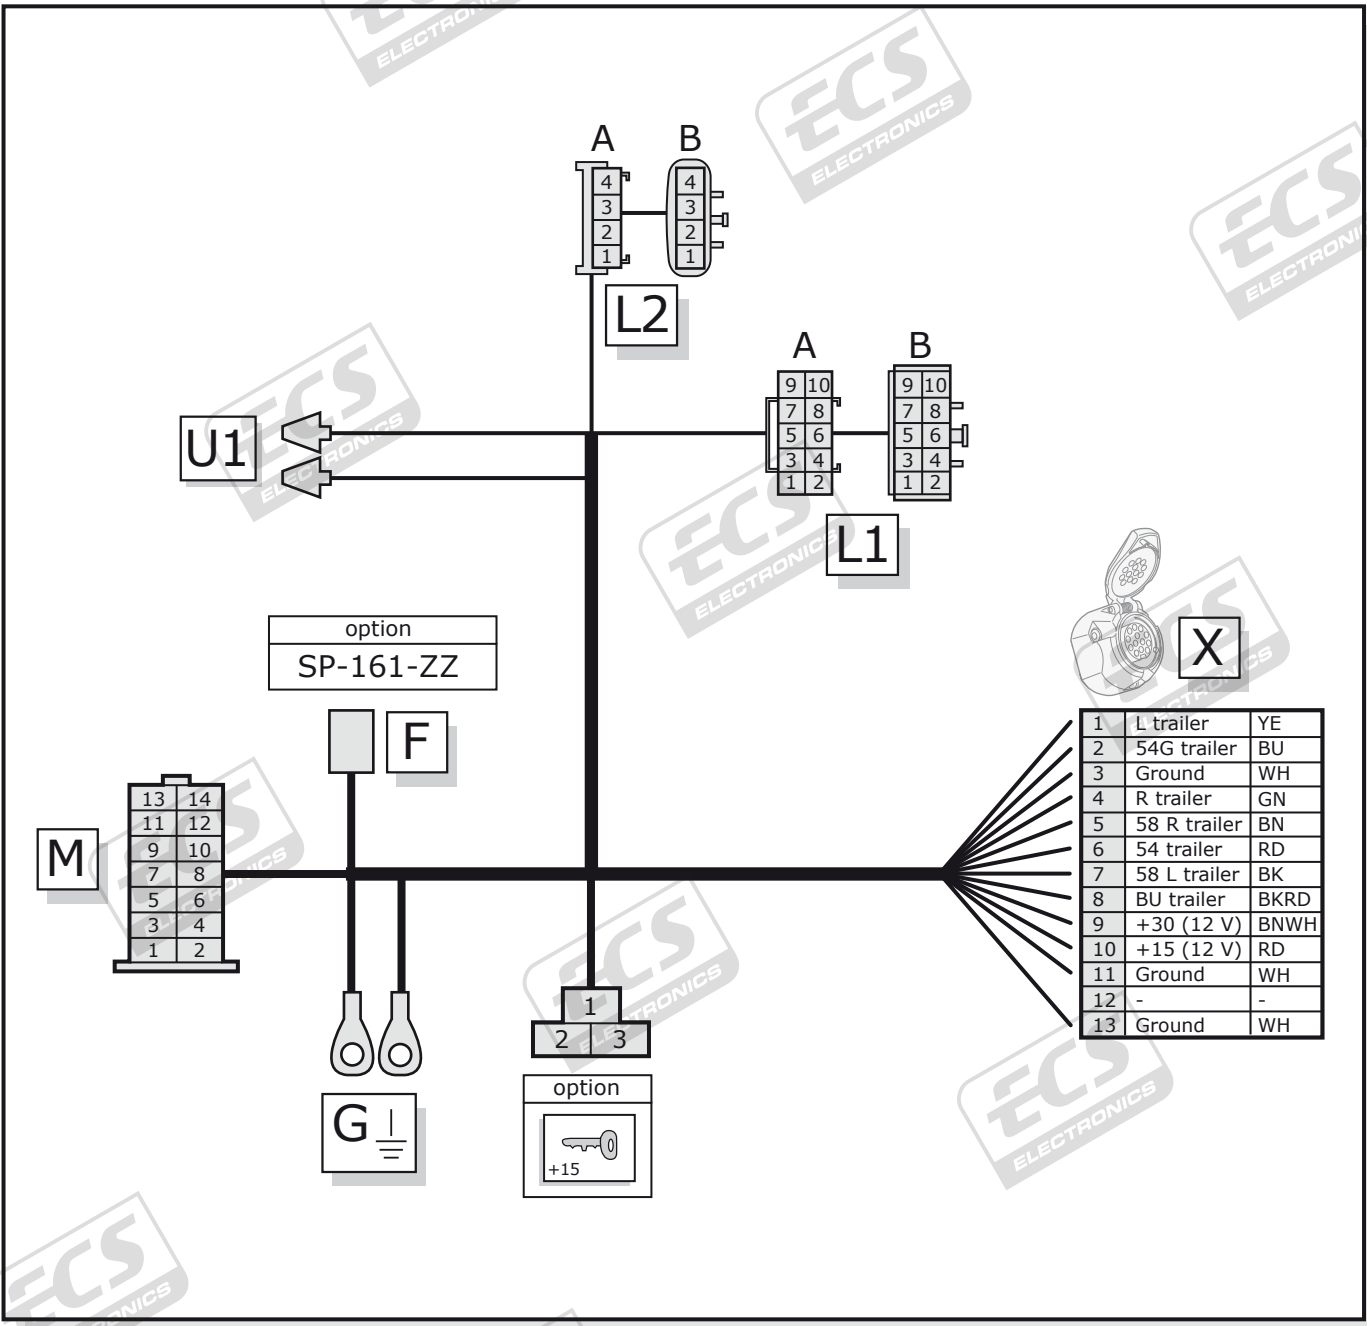 ECS
ELECTRONICS
A B
4 4
3 3
2 2
1 1
L2
A B
9 10 9 10
7 8 7 8
5 6 5 6
3 4 3 4
1 2 1 2
L1
U1
option
SP-161-ZZ
F
M
13 14
11 12
9 10
7 8
5 6
3 4
1 2
G
1
2 3
option
+15
X
1 L trailer YE
2 54G trailer BU
3 Ground WH
4 R trailer GN
5 58 R trailer BN
6 54 trailer RD
7 58 L trailer BK
8 BU trailer BKRD
9 +30 (12 V) BNWH
10 +15 (12 V) RD
11 Ground WH
12 - -
13 Ground WH